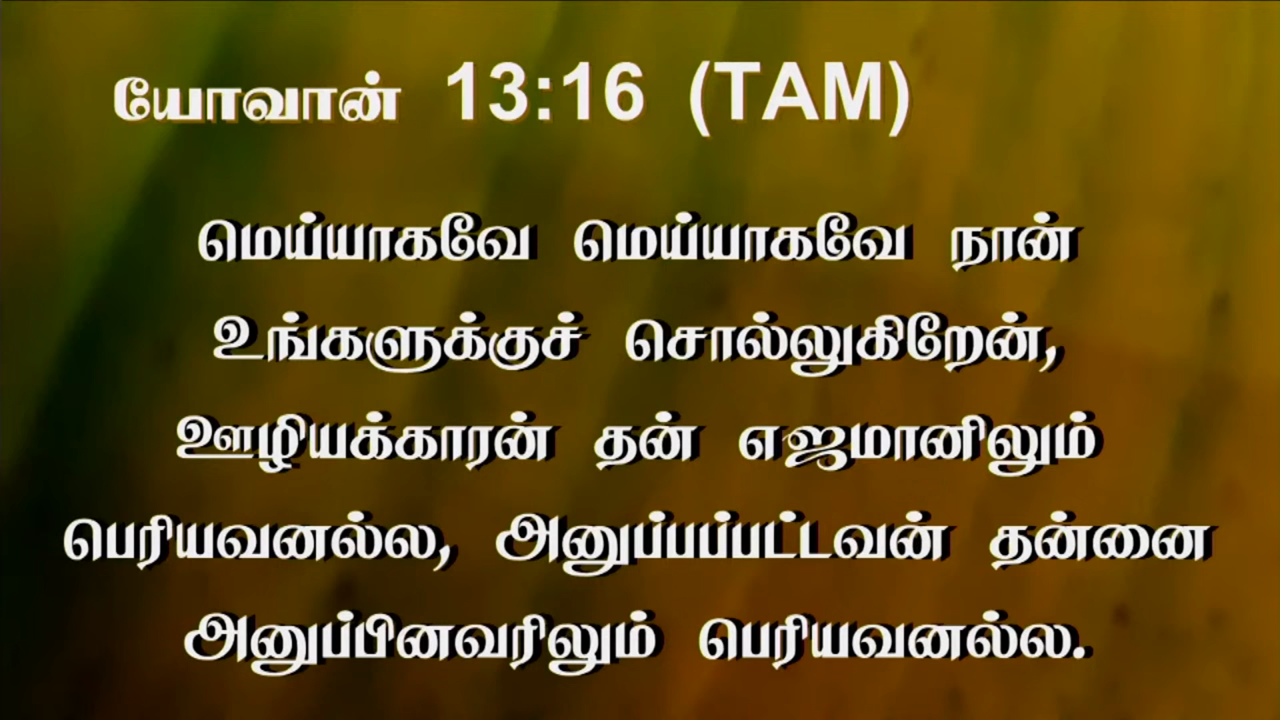 யோவான் 13:16 (TAM)
மெய்யாகவே மெய்யாகவே நான்
உங்களுக்குச் சொல்லுகிறேன்,
ஊழியக்காரன் தன் எஜமானிலும்
பெரியவனல்ல, அனுப்பப்பட்டவன் தன்னை
அனுப்பினவரிலும் பெரியவனல்ல.